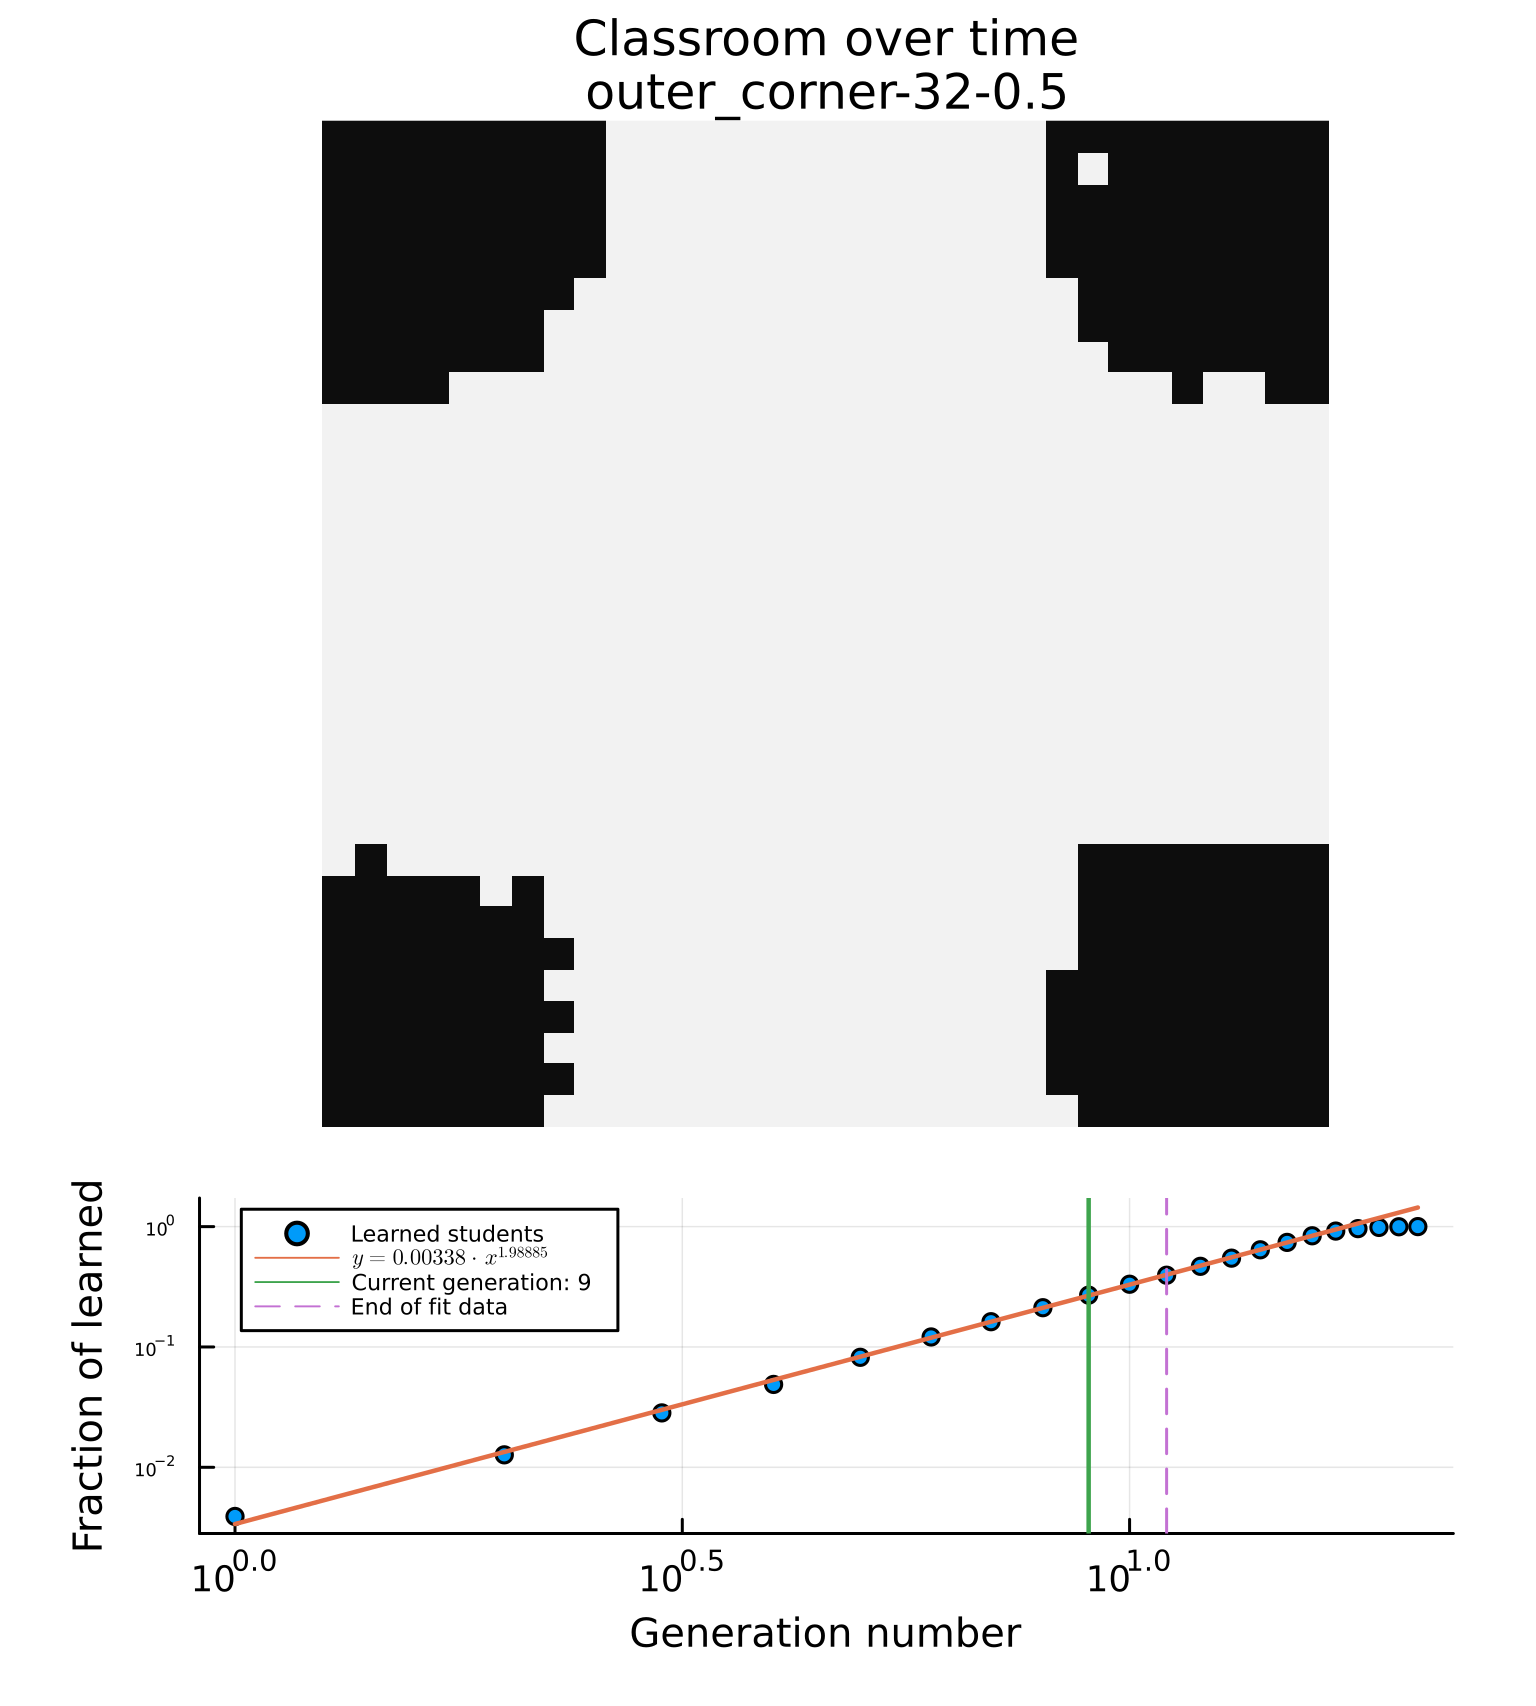 Classroom over time
outer_corner-32-0.5
Fraction of learned
10^0
10^-1
10^-2
Learned students
y = 0.00338 · x^1.98885
Current generation: 9
End of fit data
10^0.0
10^0.5
10^1.0
Generation number